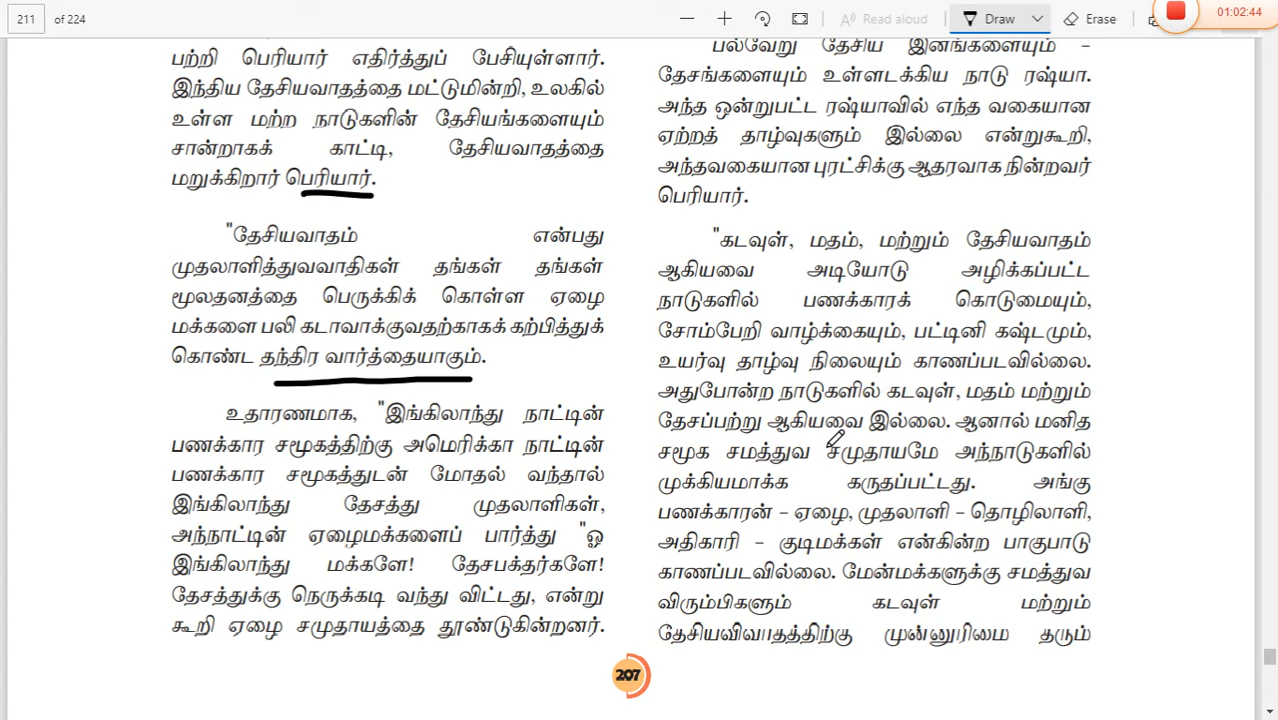 211
of 224
Read aloud
Draw
Erase
01:02:44
பற்றி பெரியார் எதிர்த்துப் பேசியுள்ளார்.
இந்திய தேசியவாதத்தை மட்டுமின்றி, உலகில்
உள்ள மற்ற நாடுகளின் தேசியங்களையும்
சான்றாகக் காட்டி, தேசியவாதத்தை
மறுக்கிறார் பெரியார்.
"தேசியவாதம் என்பது
முதலாளித்துவவாதிகள் தங்கள் தங்கள்
மூலதனத்தை பெருக்கிக் கொள்ள ஏழை
மக்களை பலி கடாவாக்குவதற்காகக் கற்பித்துக்
கொண்ட தந்திர வார்த்தையாகும்.
உதாரணமாக, "இங்கிலாந்து நாட்டின்
பணக்கார சமூகத்திற்கு அமெரிக்கா நாட்டின்
பணக்கார சமூகத்துடன் மோதல் வந்தால்
இங்கிலாந்து தேசத்து முதலாளிகள்,
அந்நாட்டின் ஏழைமக்களைப் பார்த்து "ஓ
இங்கிலாந்து மக்களே! தேசபக்தர்களே!
தேசத்துக்கு நெருக்கடி வந்து விட்டது, என்று
கூறி ஏழை சமுதாயத்தை தூண்டுகின்றனர்.
பல்வேறு தேசிய இனங்களையும் –
தேசங்களையும் உள்ளடக்கிய நாடு ரஷ்யா.
அந்த ஒன்றுபட்ட ரஷ்யாவில் எந்த வகையான
ஏற்றத் தாழ்வுகளும் இல்லை என்றுகூறி,
அந்தவகையான புரட்சிக்கு ஆதரவாக நின்றவர்
பெரியார்.
"கடவுள், மதம், மற்றும் தேசியவாதம்
ஆகியவை அடியோடு அழிக்கப்பட்ட
நாடுகளில் பணக்காரக் கொடுமையும்,
சோம்பேறி வாழ்க்கையும், பட்டினி கஷ்டமும்,
உயர்வு தாழ்வு நிலையும் காணப்படவில்லை.
அதுபோன்ற நாடுகளில் கடவுள், மதம் மற்றும்
தேசப்பற்று ஆகியவை இல்லை. ஆனால் மனித
சமூக சமத்துவ சமுதாயமே அந்நாடுகளில்
முக்கியமாக்க கருதப்பட்டது. அங்கு
பணக்காரன் – ஏழை, முதலாளி – தொழிலாளி,
அதிகாரி – குடிமக்கள் என்கின்ற பாகுபாடு
காணப்படவில்லை. மேன்மக்களுக்கு சமத்துவ
விரும்பிகளும் கடவுள் மற்றும்
தேசியவிவாதத்திற்கு முன்னுரிமை தரும்
207